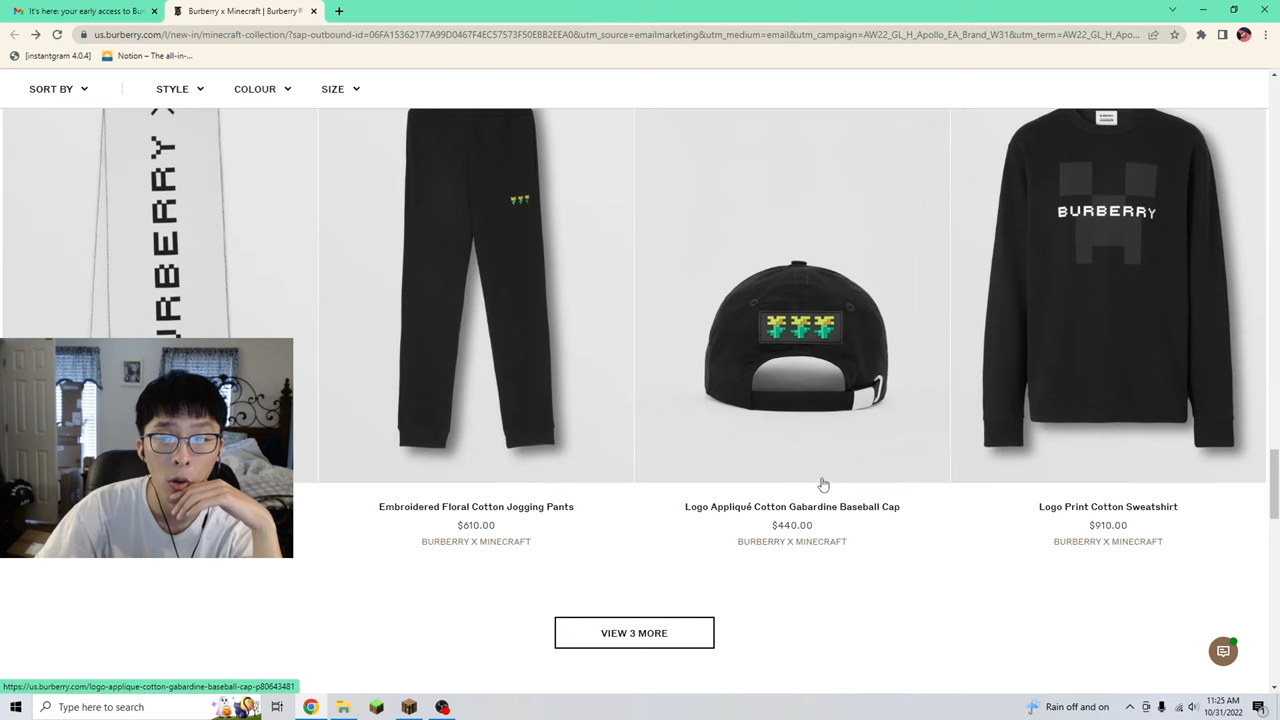 It's here: your early access to Bur
Burberry x Minecraft | Burberry®
us.burberry.com/l/new-in/minecraft-collection/?sap-outbound-id=06FA15362177A99D0967F4EC57573F50EBB2EEA0&utm_source=emailmarketing&utm_medium=email&utm_campaign=AW22_GL_H_Apollo_EA_Brand_W31&utm_term=AW22_GL_H_Apo...
[instantgram 4.0.4]
Notion – The all-in-...
SORT BY
STYLE
COLOUR
SIZE
URBERRY X
BURBERRY
Embroidered Floral Cotton Jogging Pants
Logo Appliqué Cotton Gabardine Baseball Cap
Logo Print Cotton Sweatshirt
$610.00
$440.00
$910.00
BURBERRY X MINECRAFT
BURBERRY X MINECRAFT
BURBERRY X MINECRAFT
VIEW 3 MORE
https://us.burberry.com/logo-applique-cotton-gabardine-baseball-cap-p80643481
Type here to search
Rain off and on
11:25 AM
10/31/2022